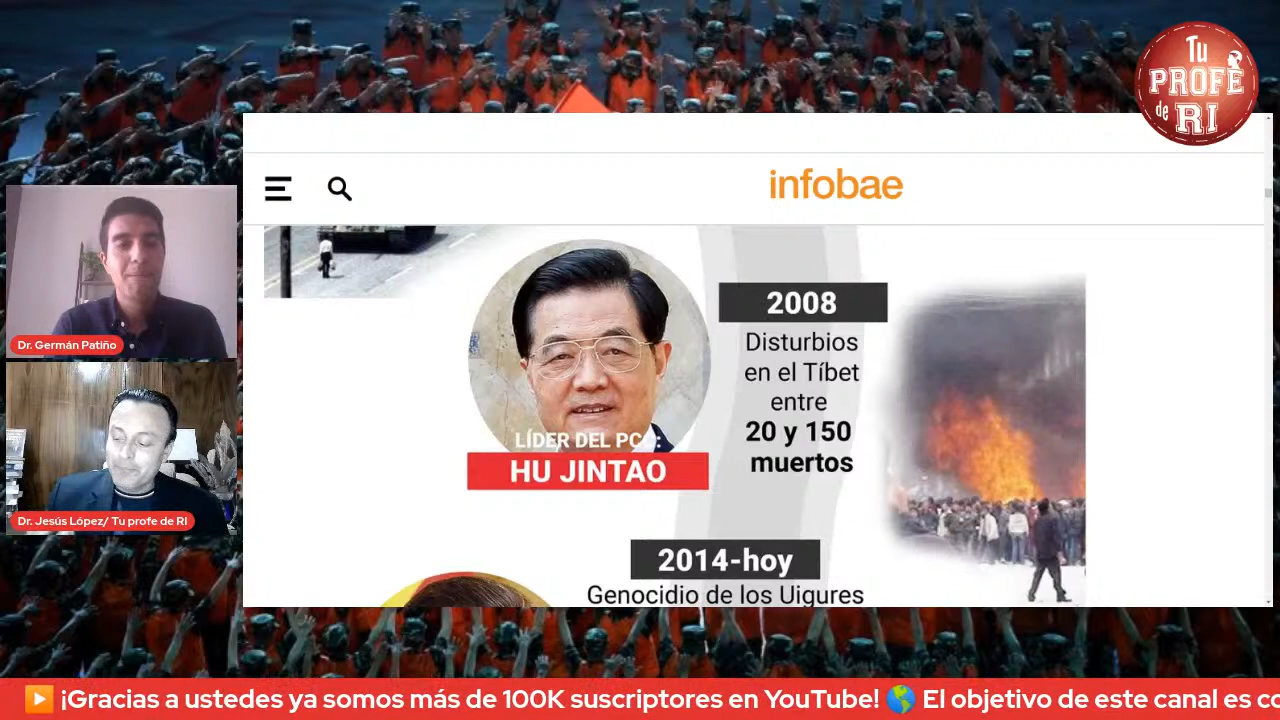 Tu
PROFE
de RI
infobae
2008
Disturbios
en el Tíbet
entre
20 y 150
muertos
LÍDER DEL PCC:
HU JINTAO
2014-hoy
Genocidio de los Uigures
Dr. Germán Patiño
Dr. Jesús López/ Tu profe de RI
¡Gracias a ustedes ya somos más de 100K suscriptores en YouTube! 🌎 El objetivo de este canal es co